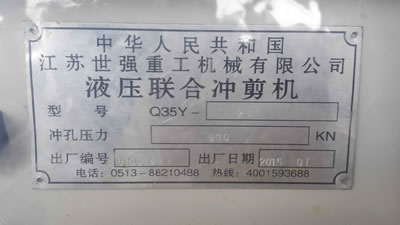 中华人民共和国
江苏世强重工机械有限公司
液压联合冲剪机
型号 Q35Y-
冲孔压力 KN
出厂编号 出厂日期 2015 01
电话：0513-88210488 热线：4001593688